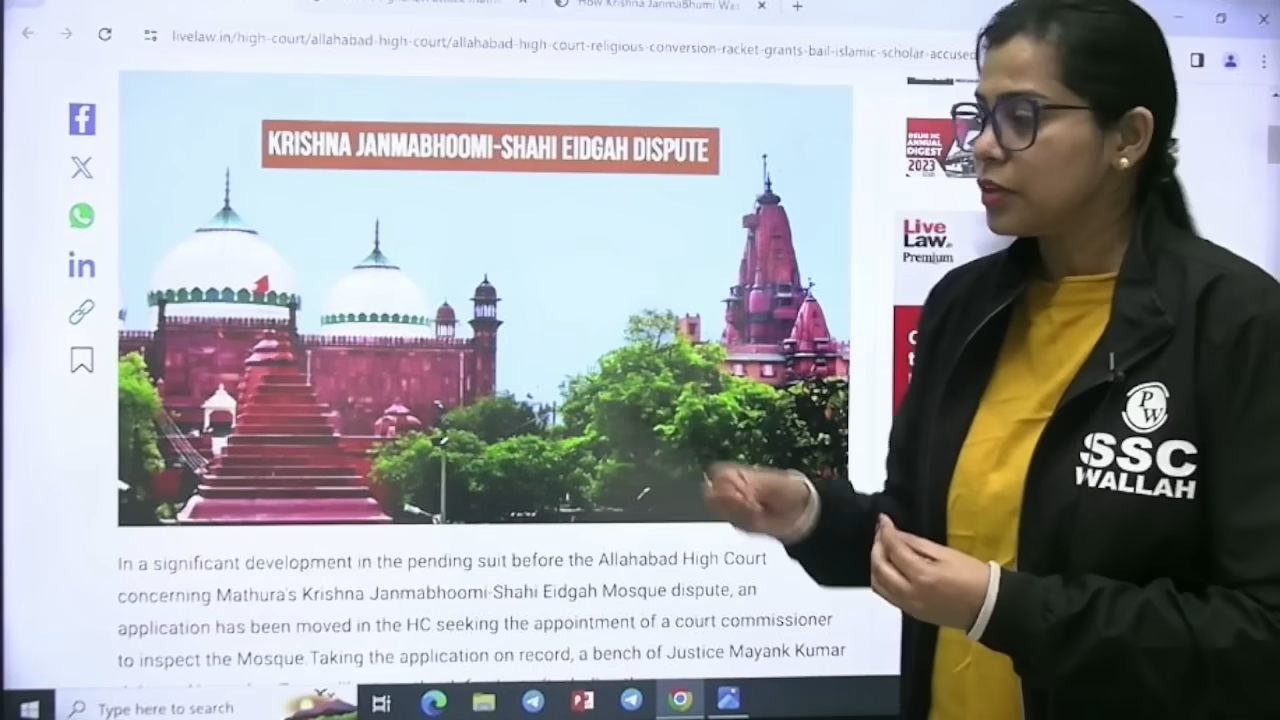 How Krishna JanmaBhumi Was
livelaw.in/high-court/allahabad-high-court/allahabad-high-court-religious-conversion-racket-grants-bail-islamic-scholar-accused
KRISHNA JANMABHOOMI-SHAHI EIDGAH DISPUTE
DELHI HC
ANNUAL
DIGEST
2023
Live
Law.in
Premium
PW
SSC
WALLAH
In a significant development in the pending suit before the Allahabad High Court
concerning Mathura's Krishna Janmabhoomi-Shahi Eidgah Mosque dispute, an
application has been moved in the HC seeking the appointment of a court commissioner
to inspect the Mosque Taking the application on record, a bench of Justice Mayank Kumar
Type here to search